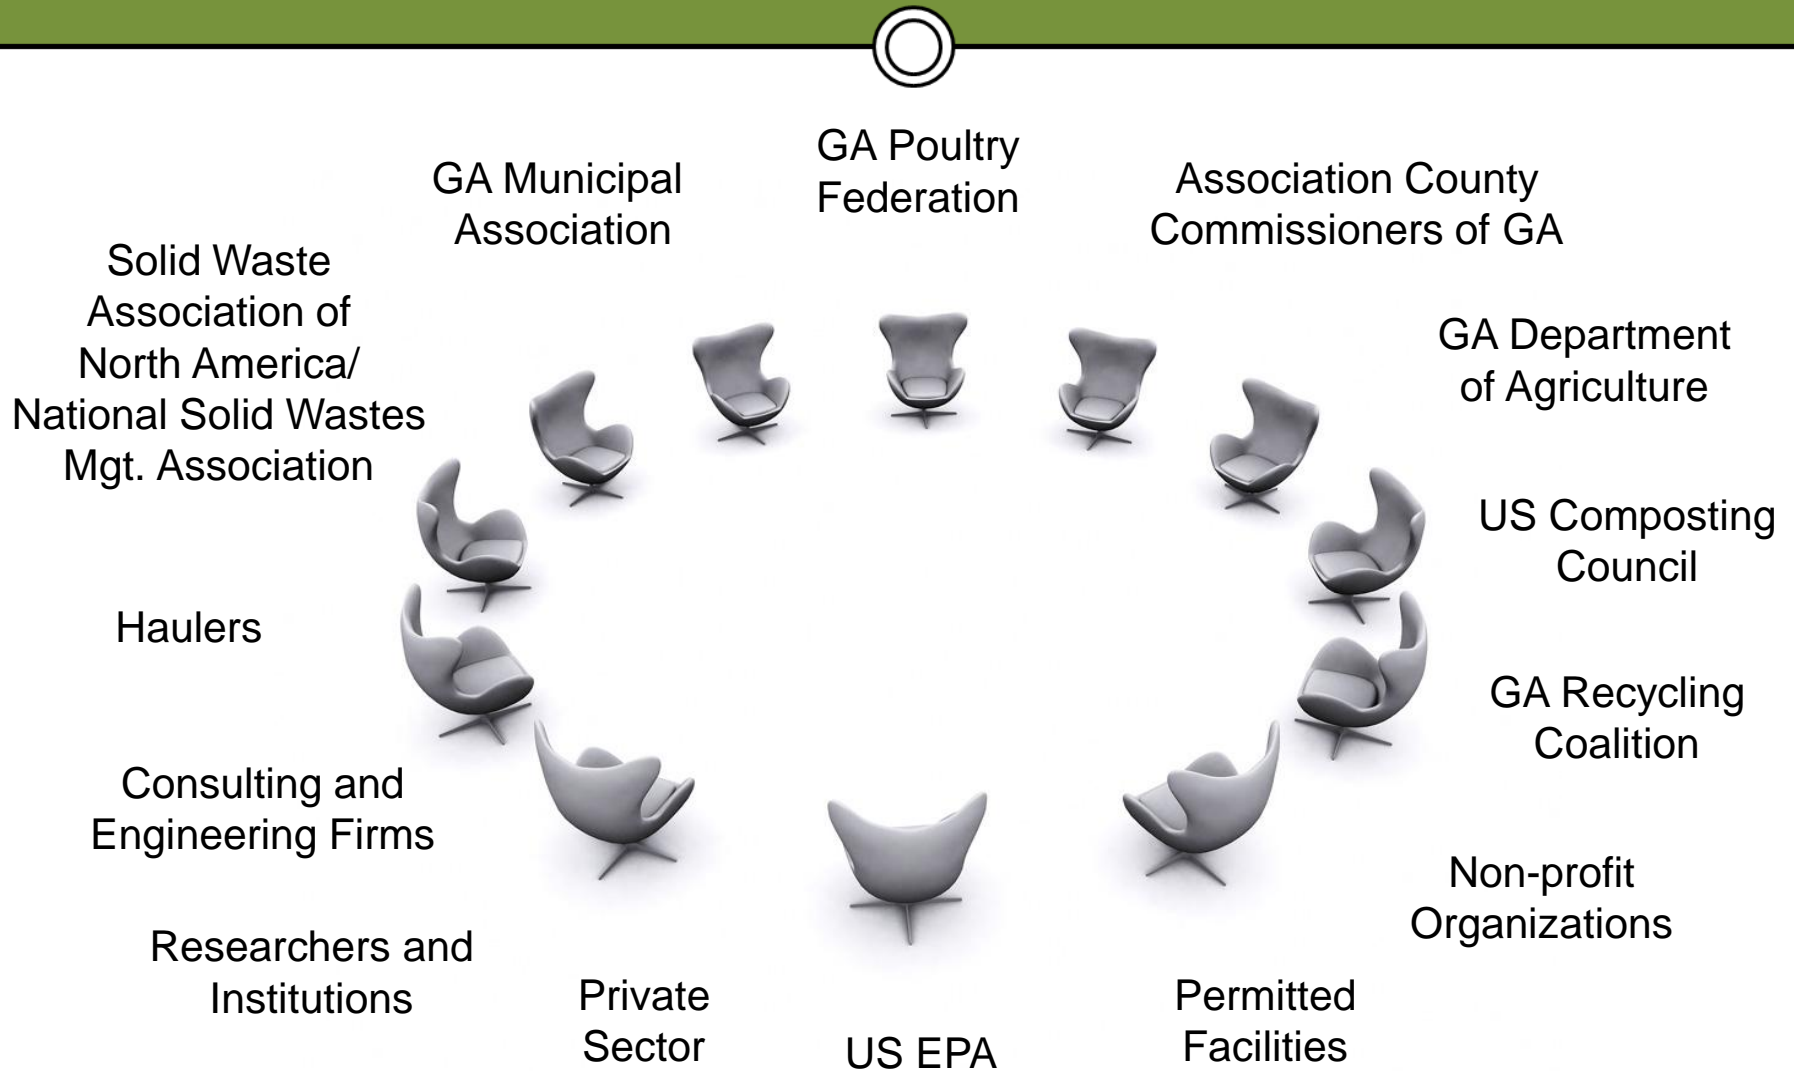 GA Poultry
Federation
GA Municipal
Association
Association County
Commissioners of GA
Solid Waste
Association of
North America/
National Solid Wastes
Mgt. Association
GA Department
of Agriculture
US Composting
Council
Haulers
GA Recycling
Coalition
Consulting and
Engineering Firms
Non-profit
Organizations
Researchers and
Institutions
Private
Sector
US EPA
Permitted
Facilities